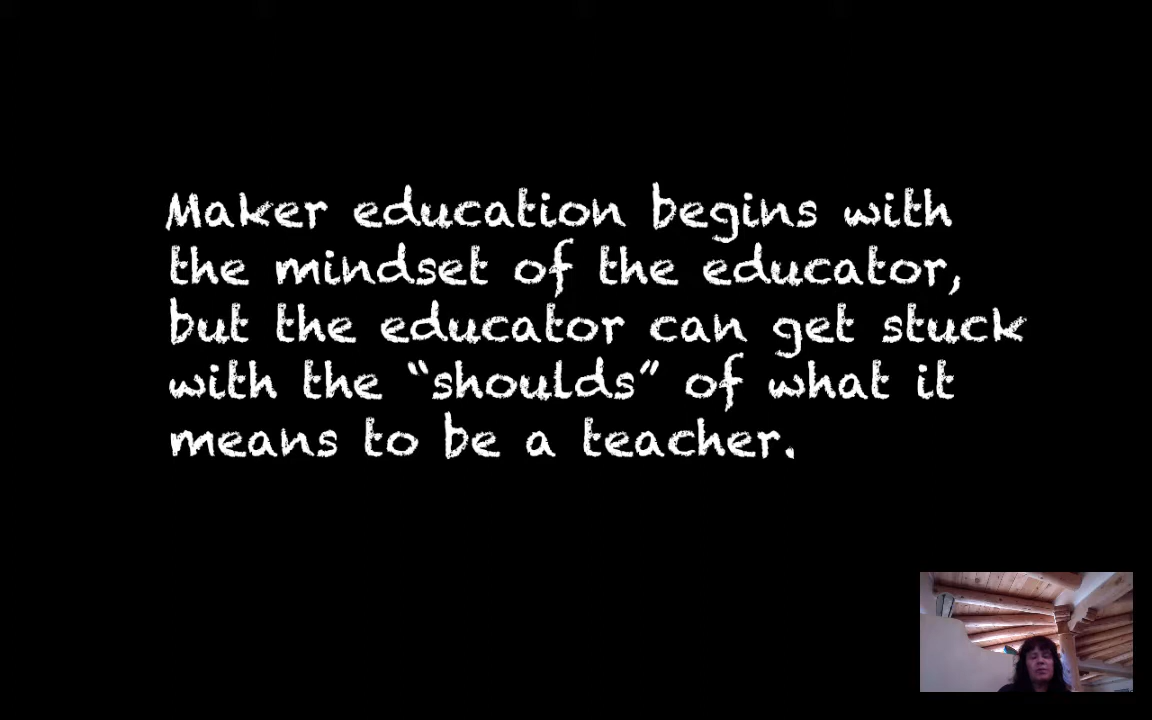 Maker education begins with
the mindset of the educator,
but the educator can get stuck
with the “shoulds” of what it
means to be a teacher.